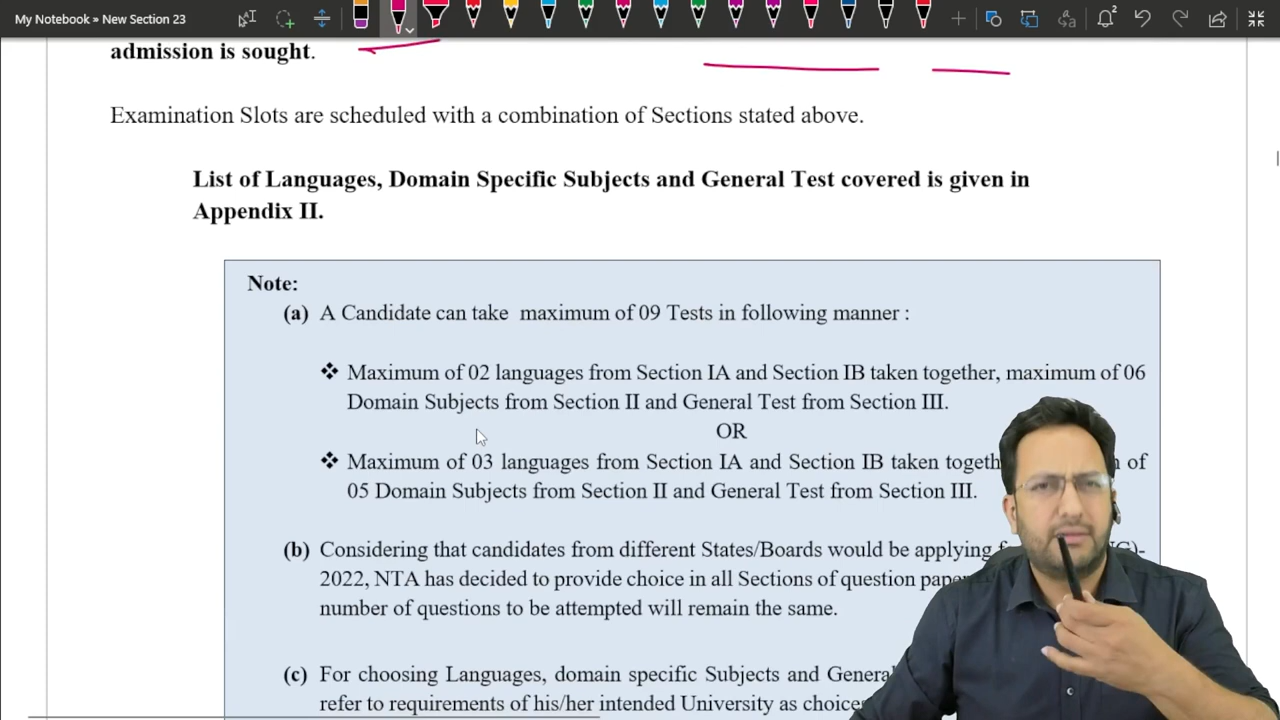 My Notebook » New Section 23
admission is sought.
Examination Slots are scheduled with a combination of Sections stated above.
List of Languages, Domain Specific Subjects and General Test covered is given in
Appendix II.
Note:
(a) A Candidate can take maximum of 09 Tests in following manner :
❖ Maximum of 02 languages from Section IA and Section IB taken together, maximum of 06
Domain Subjects from Section II and General Test from Section III.
OR
❖ Maximum of 03 languages from Section IA and Section IB taken of
05 Domain Subjects from Section II and General Test from Section III.
(b) Considering that candidates from different States/Boards would be applying
2022, NTA has decided to provide choice in all Sections of question
number of questions to be attempted will remain the same.
(c) For choosing Languages, domain specific Subjects and
refer to requirements of his/her intended University as